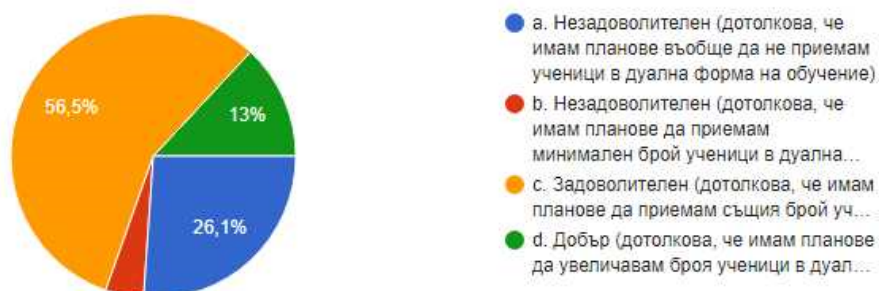 56,5%
13%
26,1%
a. Незадоволителен (дотолкова, че
имам планове въобще да не приемам
ученици в дуална форма на обучение)
b. Незадоволителен (дотолкова, че
имам планове да приемам
минимален брой ученици в дуална...
c. Задоволителен (дотолкова, че имам
планове да приемам същия брой уч...
d. Добър (дотолкова, че имам планове
да увеличавам броя ученици в дуал...